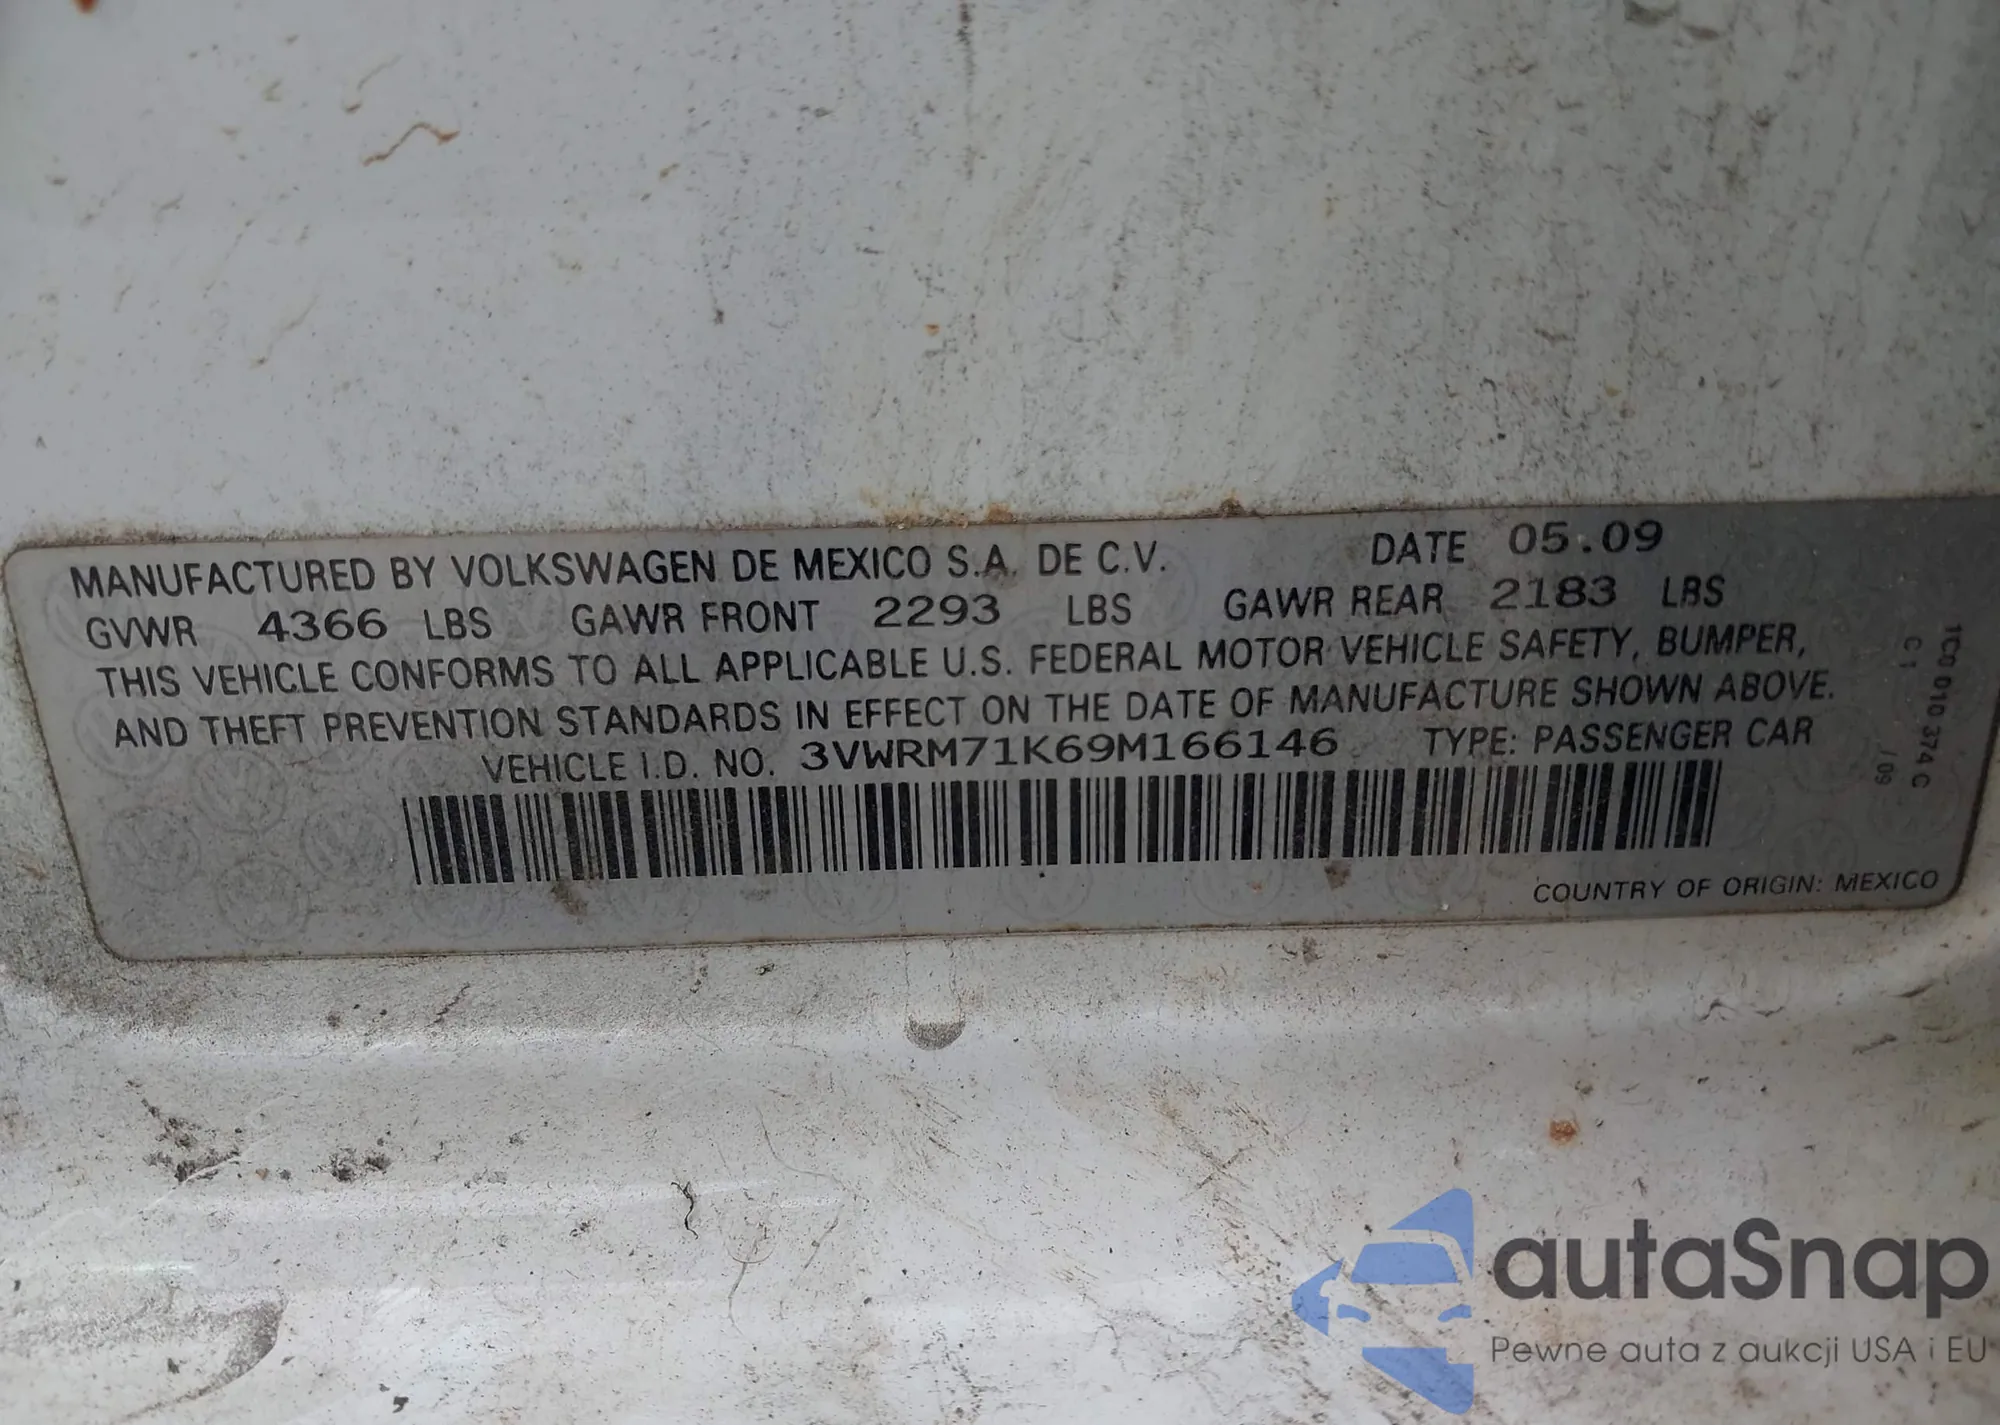 MANUFACTURED BY VOLKSWAGEN DE MEXICO S.A. DE C.V. DATE 05.09
GVWR 4366 LBS GAWR FRONT 2293 LBS GAWR REAR 2183 LBS
THIS VEHICLE CONFORMS TO ALL APPLICABLE U.S. FEDERAL MOTOR VEHICLE SAFETY, BUMPER,
AND THEFT PREVENTION STANDARDS IN EFFECT ON THE DATE OF MANUFACTURE SHOWN ABOVE.
VEHICLE I.D. NO. 3VWRM71K69M166146 TYPE: PASSENGER CAR
COUNTRY OF ORIGIN: MEXICO
1C0 010 374 C
C 1 / 09
autaSnap
Pewne auta z aukcji USA i EU